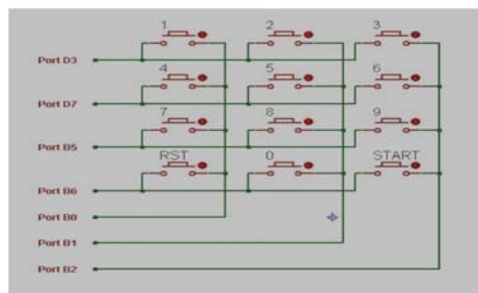 1 2 3
Port D3
4 5 6
Port D7
7 8 9
Port B5
RST 0 START
Port B6
Port B0
Port B1
Port B2